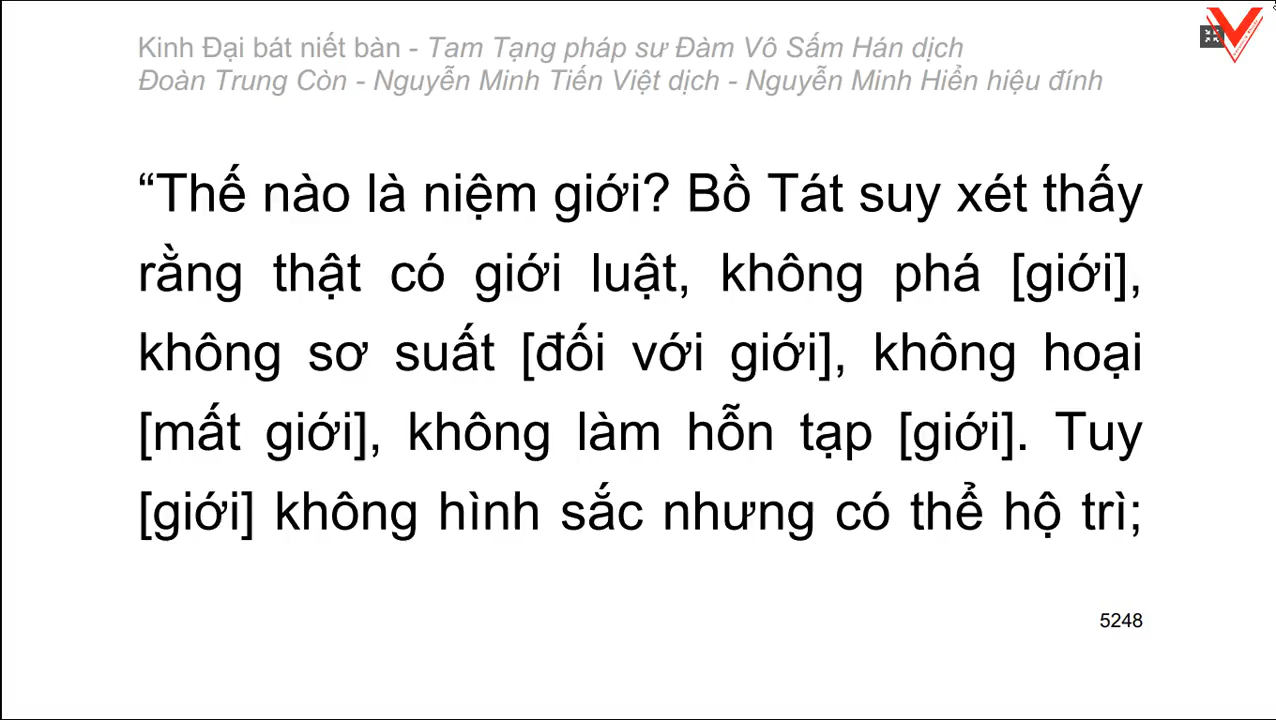 Kinh Đại bát niết bàn - Tam Tạng pháp sư Đàm Vô Sấm Hán dịch
Đoàn Trung Còn - Nguyễn Minh Tiến Việt dịch - Nguyễn Minh Hiển hiệu đính
“Thế nào là niệm giới? Bồ Tát suy xét thấy
rằng thật có giới luật, không phá [giới],
không sơ suất [đối với giới], không hoại
[mất giới], không làm hỗn tạp [giới]. Tuy
[giới] không hình sắc nhưng có thể hộ trì;
5248